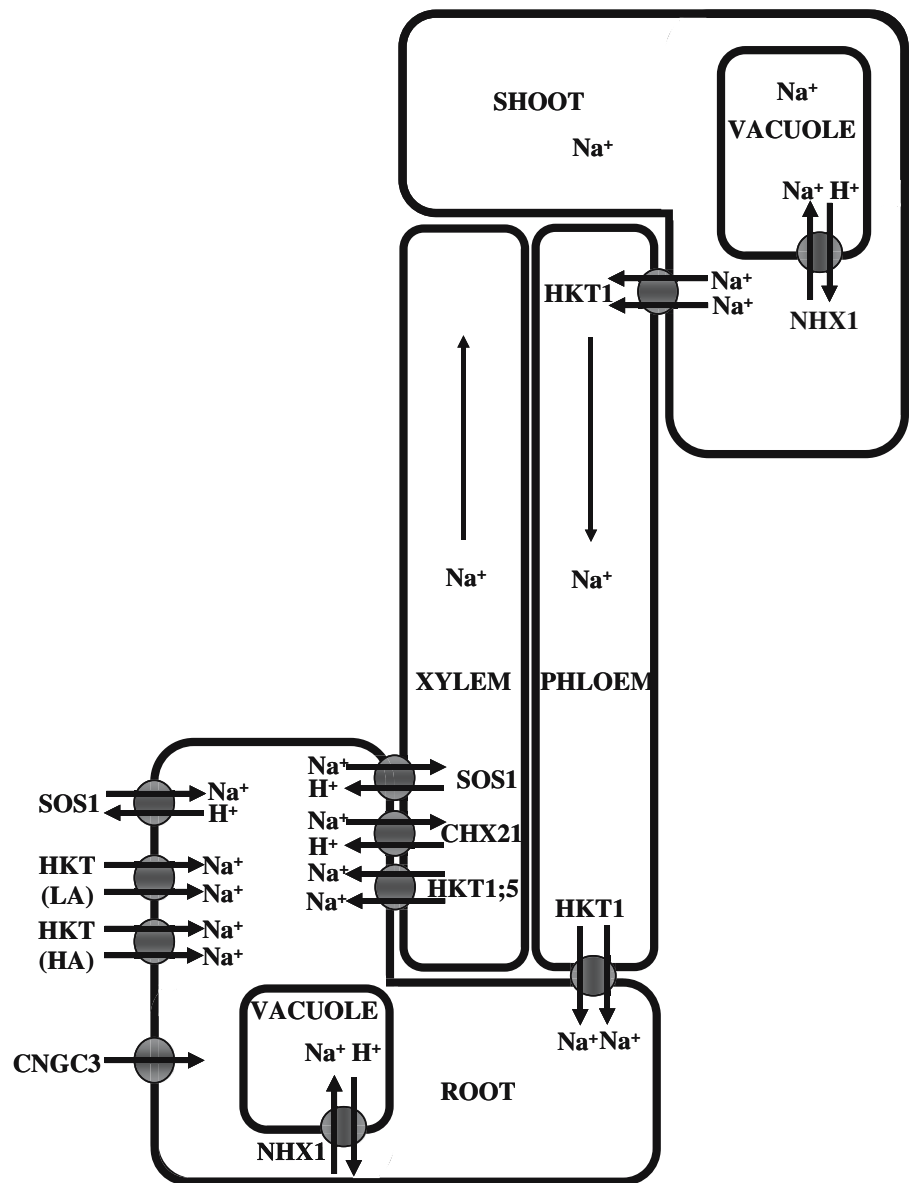 SHOOT
Na⁺
Na⁺
VACUOLE
Na⁺ H⁺
NHX1
HKT1
Na⁺
Na⁺
Na⁺
Na⁺
XYLEM
PHLOEM
SOS1
Na⁺
H⁺
HKT
(LA)
Na⁺
Na⁺
HKT
(HA)
Na⁺
Na⁺
CNGC3
Na⁺
H⁺
SOS1
Na⁺
H⁺
CHX21
Na⁺
Na⁺
HKT1;5
HKT1
Na⁺Na⁺
VACUOLE
Na⁺ H⁺
NHX1
ROOT